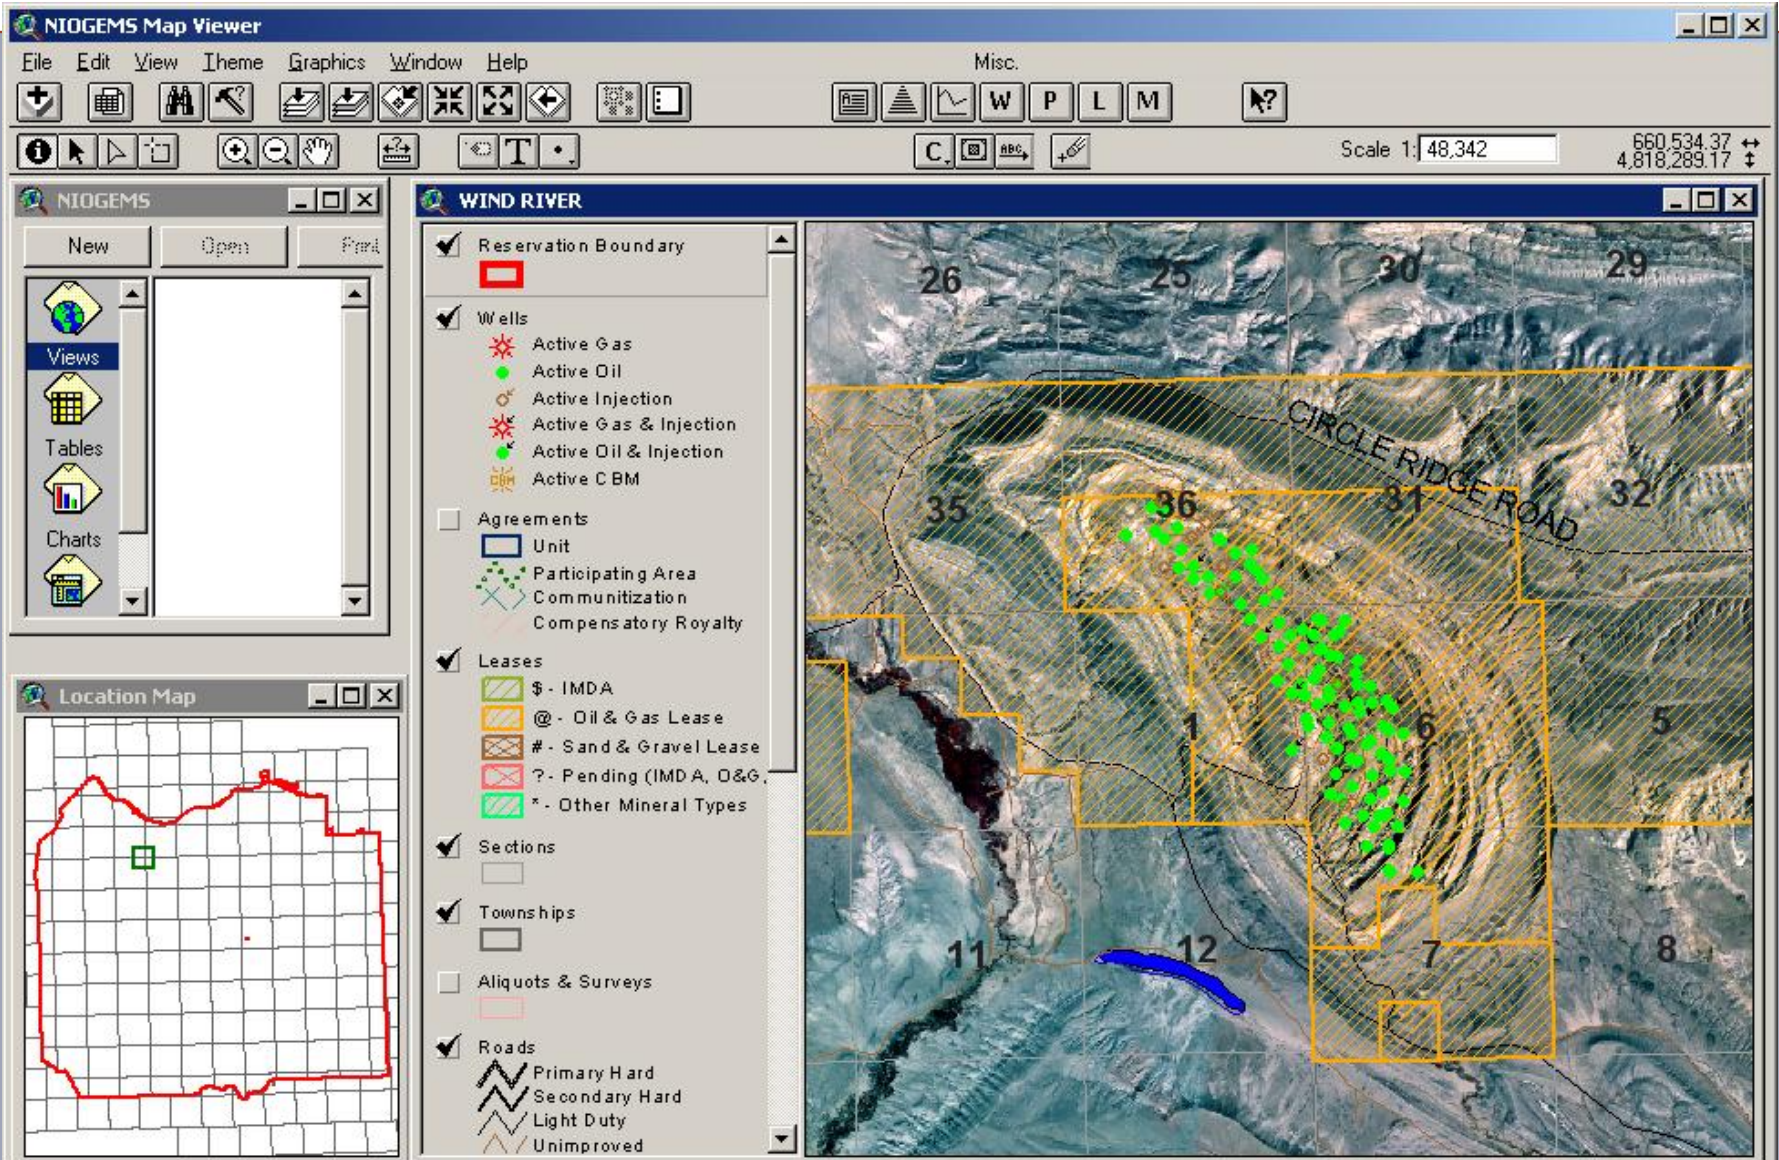 NIOGEMS Map Viewer
File Edit View Theme Graphics Window Help Misc.
W P L M
T C ABC Scale 1: 48,342 660,534.37
4,818,289.17
NIOGEMS
New Open Print
Views
Tables
Charts
Location Map
WIND RIVER
Reservation Boundary
Wells
Active Gas
Active Oil
Active Injection
Active Gas & Injection
Active Oil & Injection
CBM Active CBM
Agreements
Unit
Participating Area
Communitization
Compensatory Royalty
Leases
$ - IMDA
@ - Oil & Gas Lease
# - Sand & Gravel Lease
? - Pending (IMDA, O&G,
* - Other Mineral Types
Sections
Townships
Aliquots & Surveys
Roads
Primary Hard
Secondary Hard
Light Duty
Unimproved
26 25 30 29
CIRCLE RIDGE ROAD
35 36 31 32
1 6 5
11 12 7 8